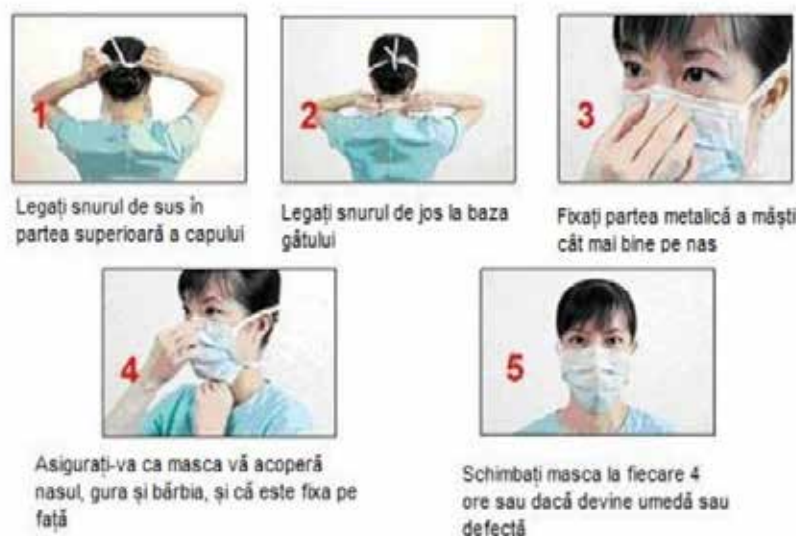 1
Legați snurul de sus în
partea superioară a capului
2
Legați snurul de jos la baza
gâtului
3
Fixați partea metalică a măști
cât mai bine pe nas
4
Asigurați-va ca masca vă acoperă
nasul, gura și bărbia, și că este fixa pe
față
5
Schimbați masca la fiecare 4
ore sau dacă devine umedă sau
defectă